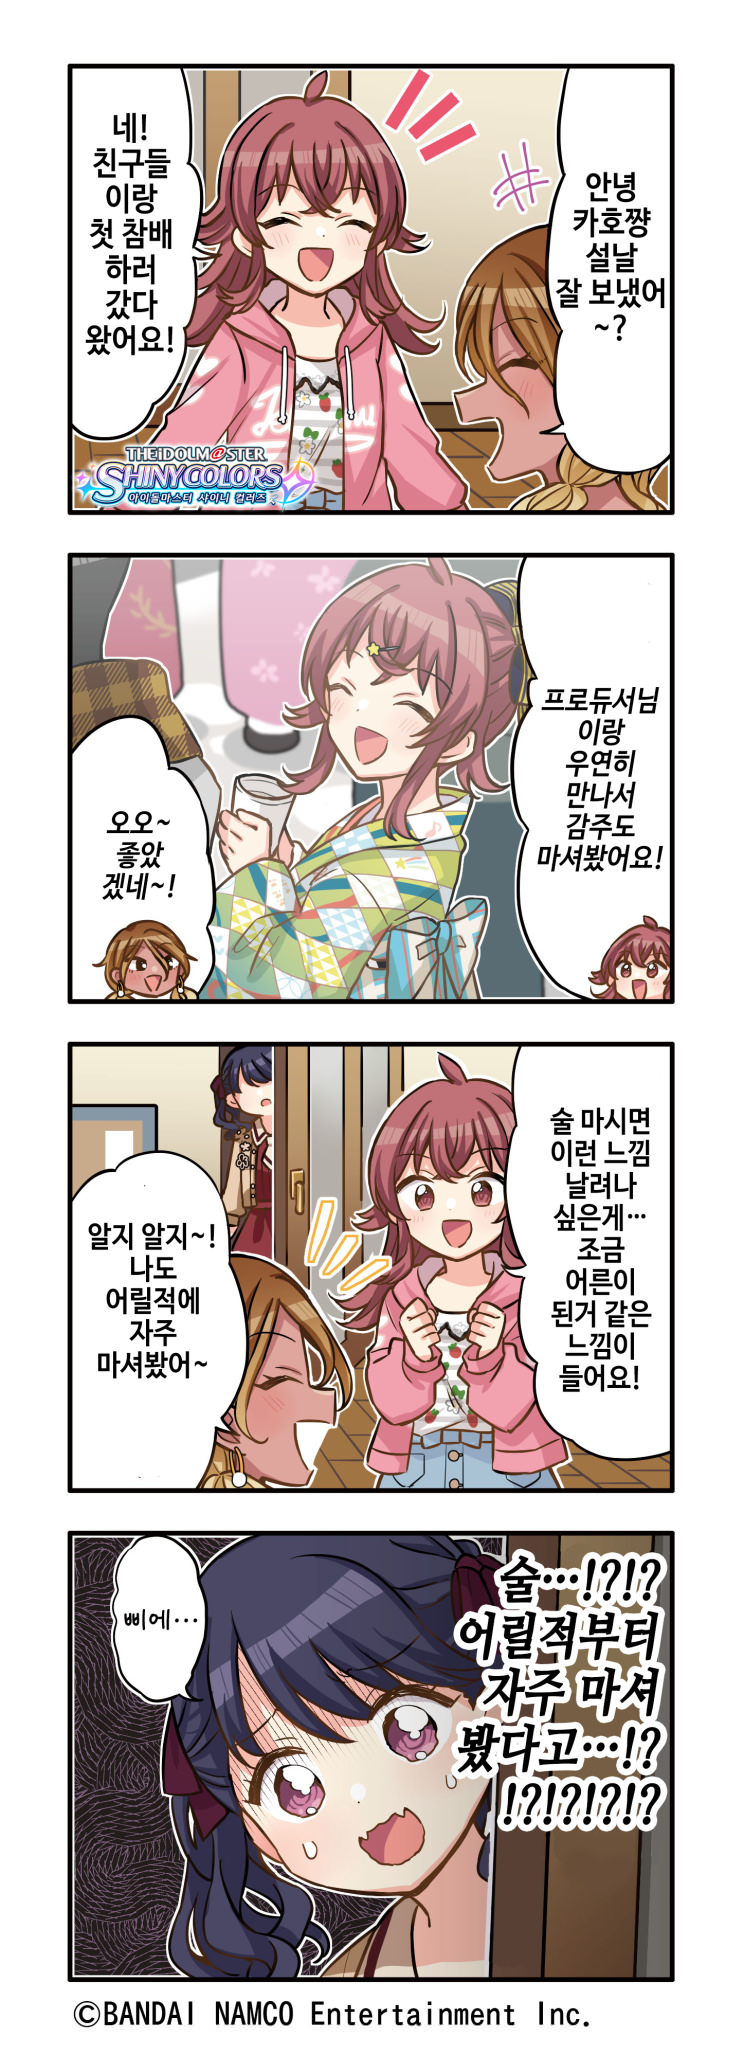 안녕
카호쨩
설날
잘 보냈어
~?
네!
친구들
이랑
첫 참배
하러
갔다
왔어요!
THE iDOLM@STER
SHINYCOLORS
아이돌마스터 샤이니 컬러즈
프로듀서님
이랑
우연히
만나서
감주도
마셔봤어요!
오오~
좋았
겠네~!
술 마시면
이런 느낌
날려나
싶은게…
조금
어른이
된거 같은
느낌이
들어요!
알지 알지~!
나도
어릴적에
자주
마셔봤어~
술…!?!?
어릴적부터
자주 마셔
봤다고…!?
!?!?!?!?
삐에…
©BANDAI NAMCO Entertainment Inc.